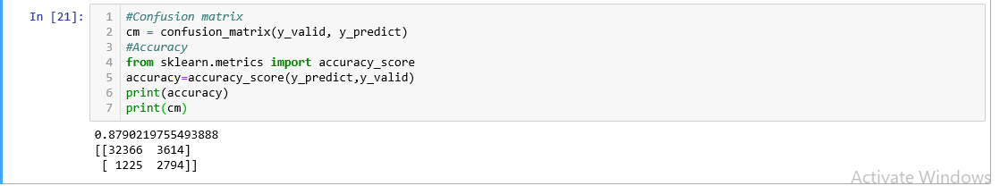 In [21]:
1 #Confusion matrix
2 cm = confusion_matrix(y_valid, y_predict)
3 #Accuracy
4 from sklearn.metrics import accuracy_score
5 accuracy=accuracy_score(y_predict,y_valid)
6 print(accuracy)
7 print(cm)
0.8790219755493888
[[32366  3614]
 [ 1225  2794]]
Activate Windows